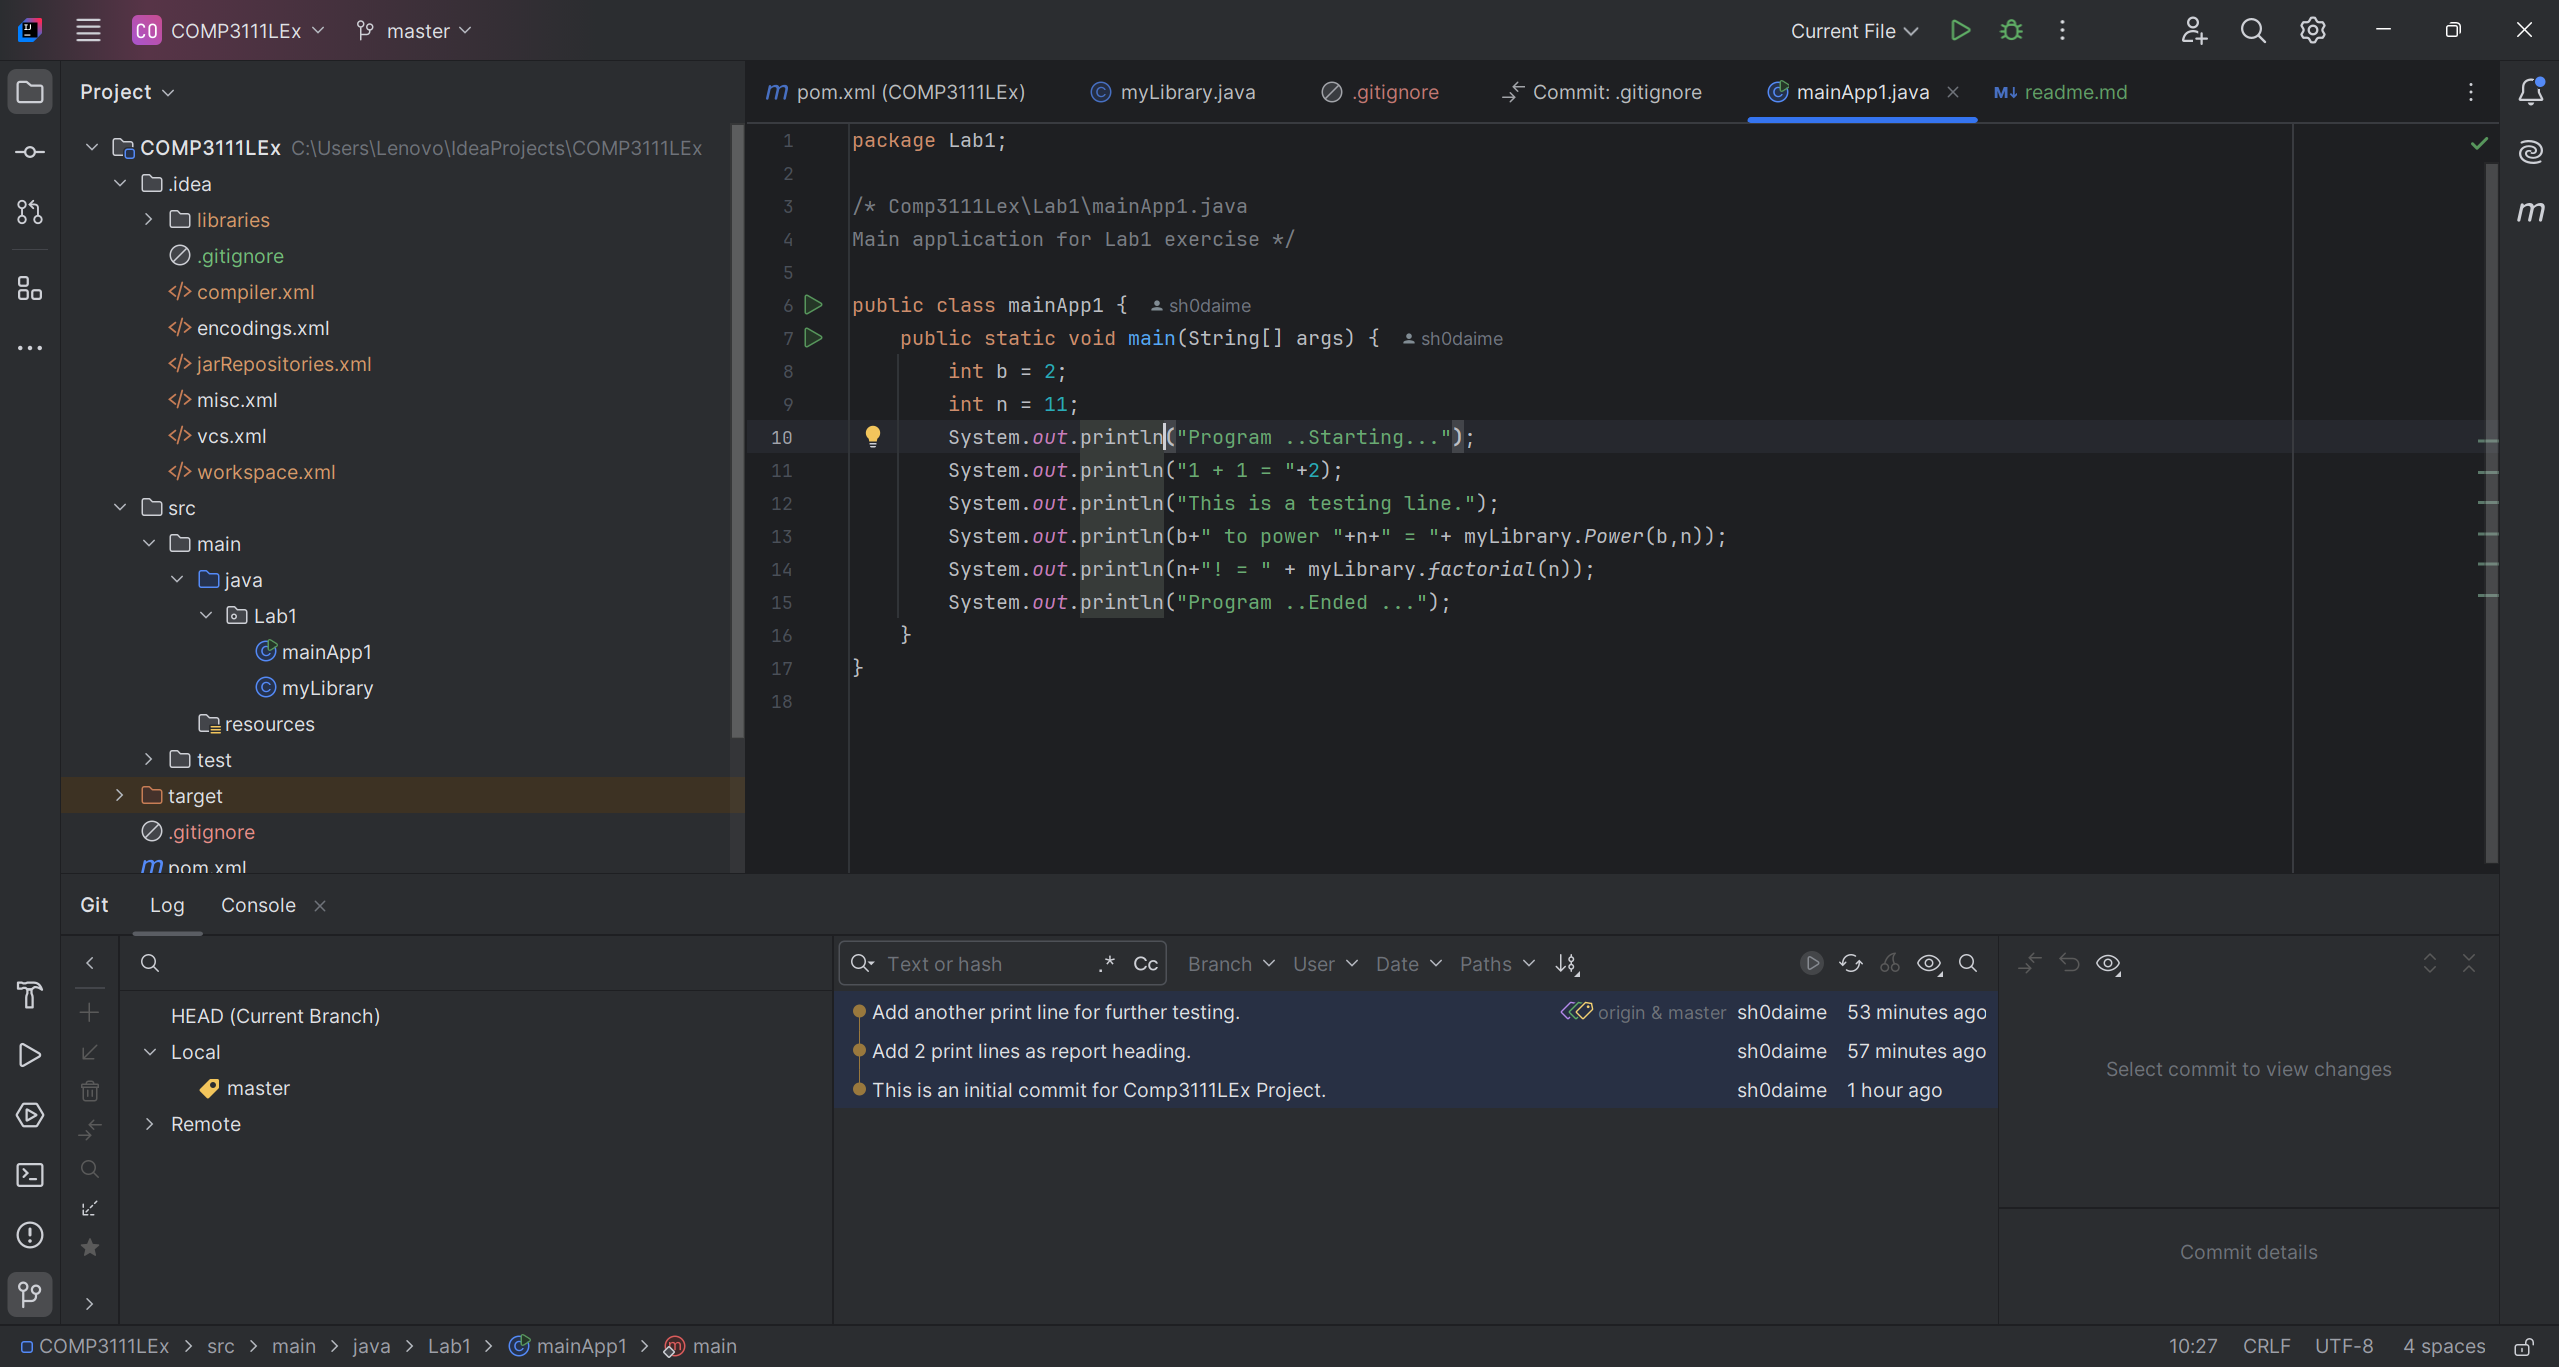 CO COMP3111LEx master Current File
Project
pom.xml (COMP3111LEx) myLibrary.java .gitignore Commit: .gitignore mainApp1.java readme.md
COMP3111LEx C:\Users\Lenovo\IdeaProjects\COMP3111LEx
.idea
libraries
.gitignore
compiler.xml
encodings.xml
jarRepositories.xml
misc.xml
vcs.xml
workspace.xml
src
main
java
Lab1
mainApp1
myLibrary
resources
test
target
.gitignore
pom.xml
1 package Lab1;
2
3 /* Comp3111Lex\Lab1\mainApp1.java
4 Main application for Lab1 exercise */
5
6 public class mainApp1 { sh0daime
7 public static void main(String[] args) { sh0daime
8 int b = 2;
9 int n = 11;
10 System.out.println("Program ..Starting...");
11 System.out.println("1 + 1 = "+2);
12 System.out.println("This is a testing line.");
13 System.out.println(b+" to power "+n+" = "+ myLibrary.Power(b,n));
14 System.out.println(n+"! = " + myLibrary.factorial(n));
15 System.out.println("Program ..Ended ...");
16 }
17 }
18
Git Log Console
HEAD (Current Branch)
Local
master
Remote
Text or hash .* Cc Branch User Date Paths
Add another print line for further testing. origin & master sh0daime 53 minutes ago
Add 2 print lines as report heading. sh0daime 57 minutes ago
This is an initial commit for Comp3111LEx Project. sh0daime 1 hour ago
Select commit to view changes
Commit details
COMP3111LEx > src > main > java > Lab1 > mainApp1 > main
10:27 CRLF UTF-8 4 spaces